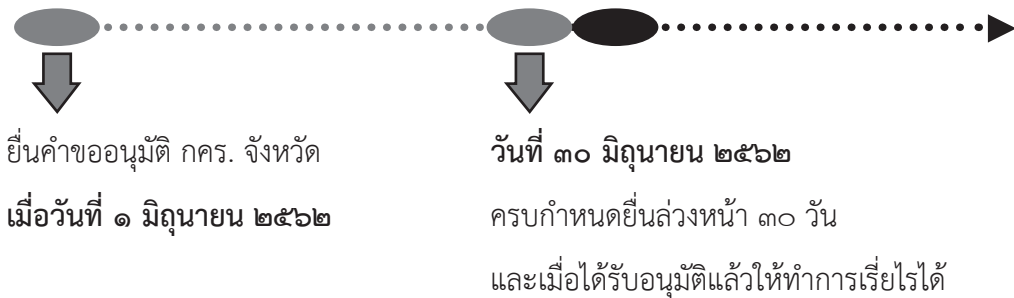 ยื่นคำขออนุมัติ กคร. จังหวัด
เมื่อวันที่ ๑ มิถุนายน ๒๕๖๒
วันที่ ๓๐ มิถุนายน ๒๕๖๒
ครบกำหนดยื่นล่วงหน้า ๓๐ วัน
และเมื่อได้รับอนุมัติแล้วให้ทำการเรี่ยไรได้